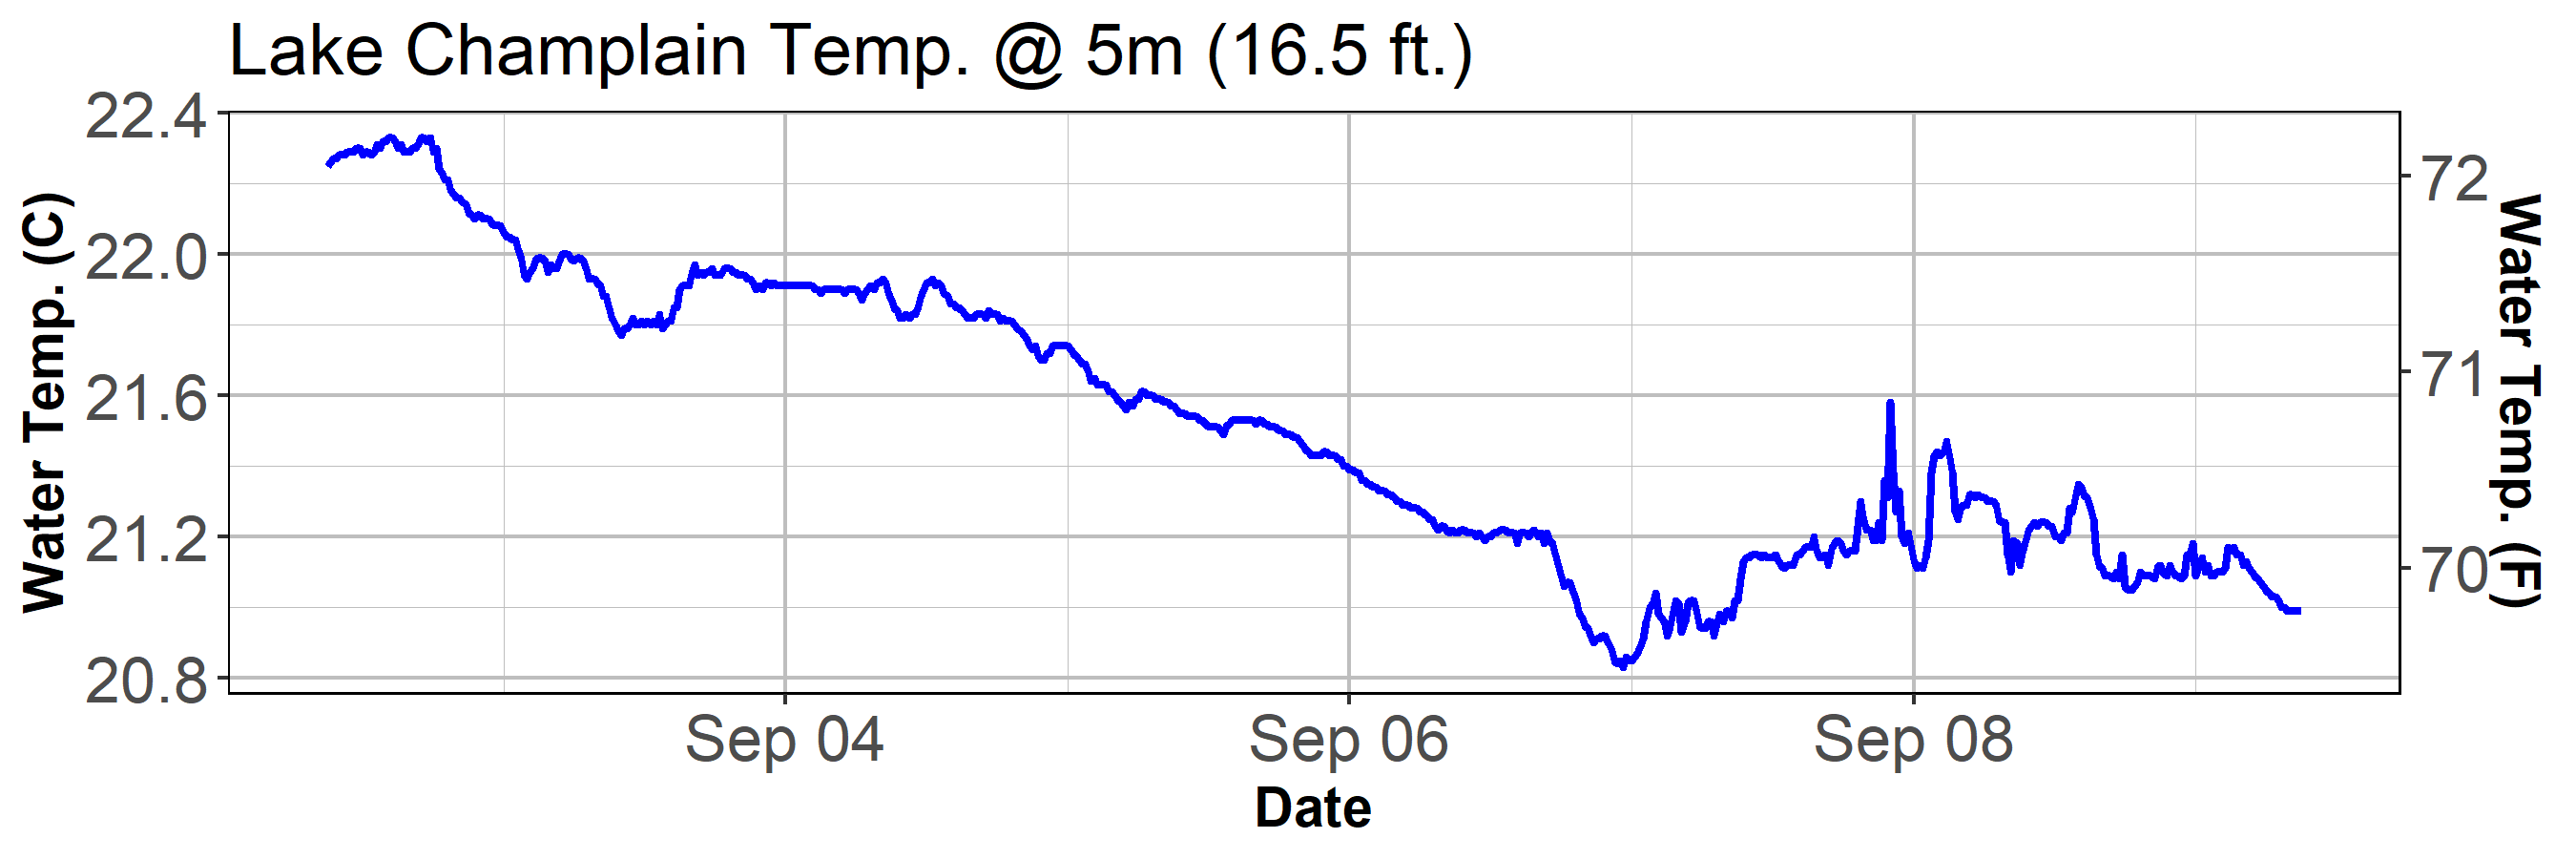 Lake Champlain Temp. @ 5m (16.5 ft.)
Water Temp. (C)
22.4
22.0
21.6
21.2
20.8
72
71
70
Water Temp. (F)
Sep 04
Sep 06
Sep 08
Date